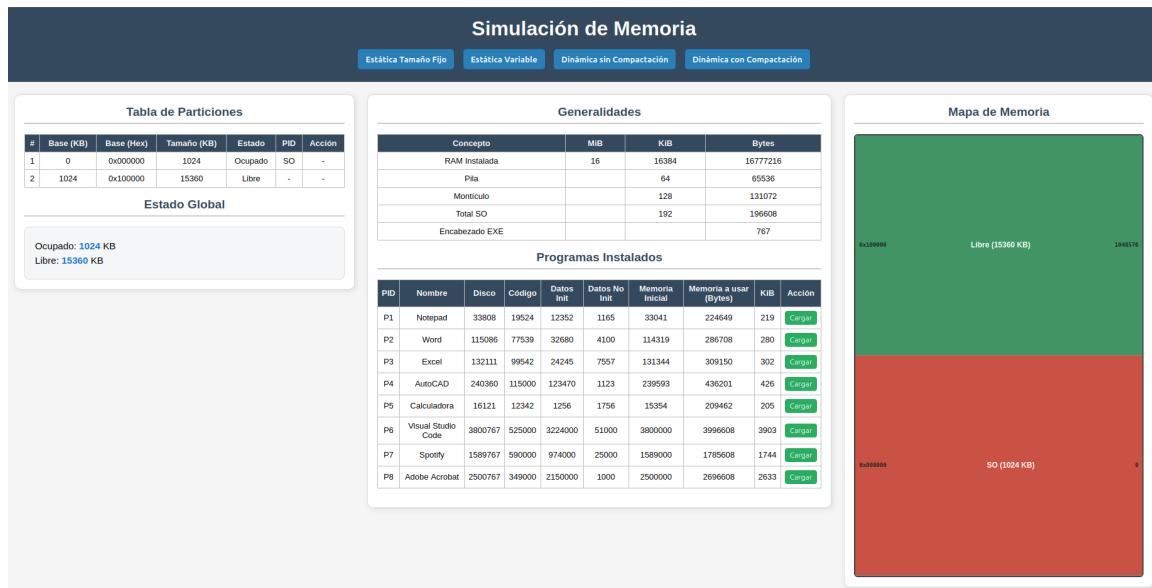 Simulación de Memoria
Estática Tamaño Fijo Estática Variable Dinámica sin Compactación Dinámica con Compactación
Tabla de Particiones
# Base (KB) Base (Hex) Tamaño (KB) Estado PID Acción
1 0 0x000000 1024 Ocupado SO -
2 1024 0x100000 15360 Libre - -
Estado Global
Ocupado: 1024 KB
Libre: 15360 KB
Generalidades
Concepto MiB KiB Bytes
RAM Instalada 16 16384 16777216
Pila 64 65536
Montículo 128 131072
Total SO 192 196608
Encabezado EXE 767
Programas Instalados
PID Nombre Disco Código Datos Init Datos No Init Memoria Inicial Memoria a usar (Bytes) KiB Acción
P1 Notepad 33808 19524 12352 1165 33041 224649 219 Cargar
P2 Word 115086 77539 32680 4100 114319 286708 280 Cargar
P3 Excel 132111 99542 24245 7557 131344 309150 302 Cargar
P4 AutoCAD 240360 115000 123470 1123 239593 436201 426 Cargar
P5 Calculadora 16121 12342 1256 1756 15354 209462 205 Cargar
P6 Visual Studio Code 3800767 525000 3224000 51000 3800000 3996608 3903 Cargar
P7 Spotify 1589767 590000 974000 25000 1589000 1785608 1744 Cargar
P8 Adobe Acrobat 2500767 349000 2150000 1000 2500000 2696608 2633 Cargar
Mapa de Memoria
0x100000 Libre (15360 KB) 1048576
0x000000 SO (1024 KB) 0